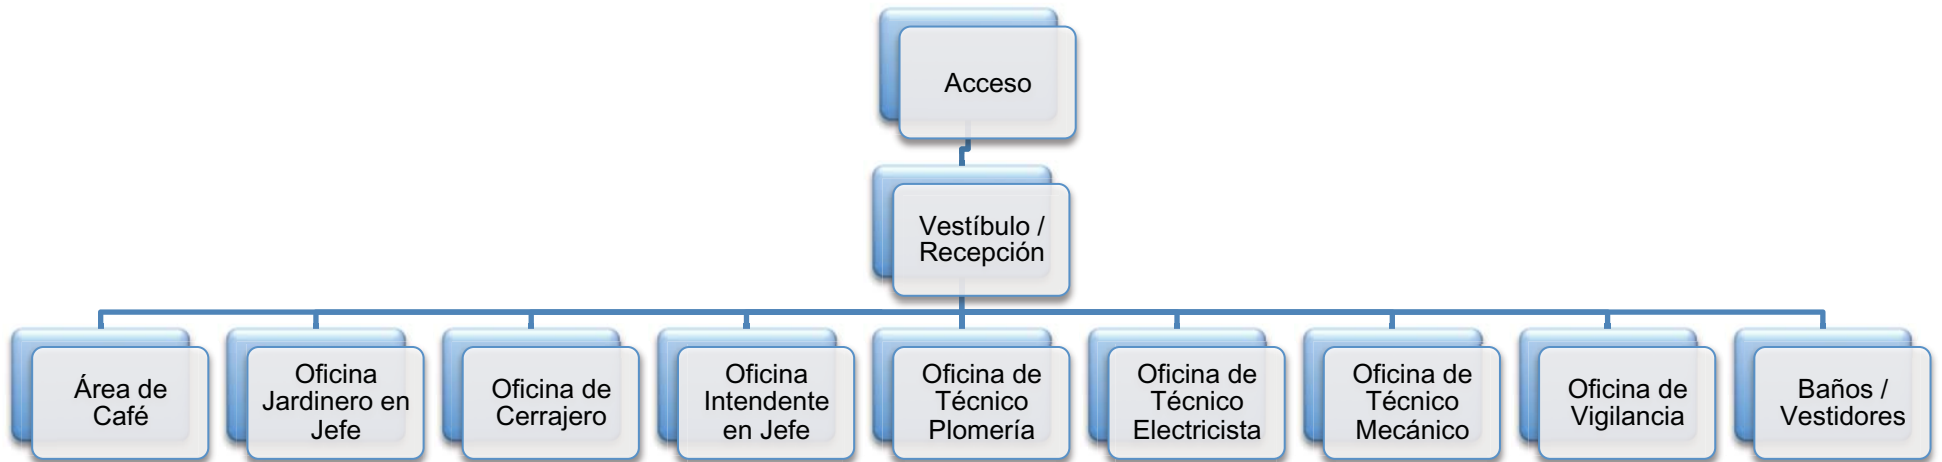 Acceso
Vestíbulo /
Recepción
Área de
Café
Oficina
Jardinero en
Jefe
Oficina de
Cerrajero
Oficina
Intendente
en Jefe
Oficina de
Técnico
Plomería
Oficina de
Técnico
Electricista
Oficina de
Técnico
Mecánico
Oficina de
Vigilancia
Baños /
Vestidores